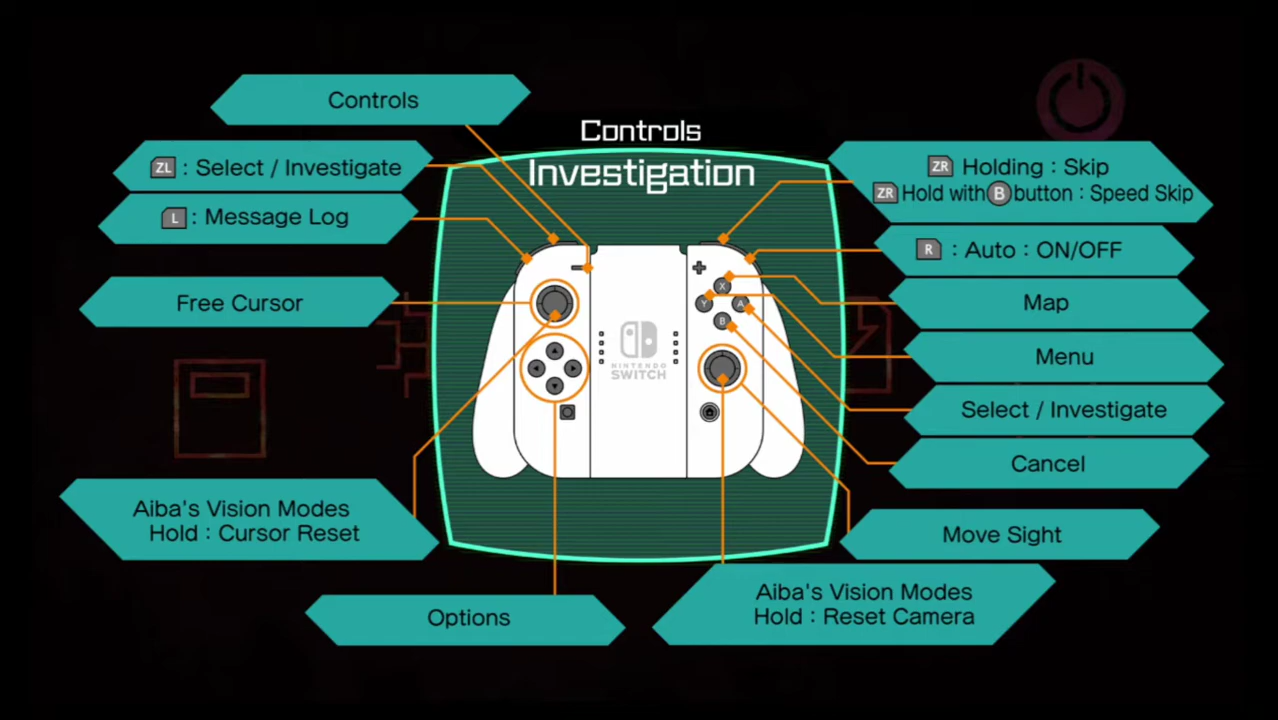 Controls
Controls
Investigation
ZL : Select / Investigate
L : Message Log
Free Cursor
Aiba's Vision Modes
Hold : Cursor Reset
Options
ZR Holding : Skip
ZR Hold with B button : Speed Skip
R : Auto : ON/OFF
Map
Menu
Select / Investigate
Cancel
Move Sight
Aiba's Vision Modes
Hold : Reset Camera
X
Y
A
B
NINTENDO
SWITCH